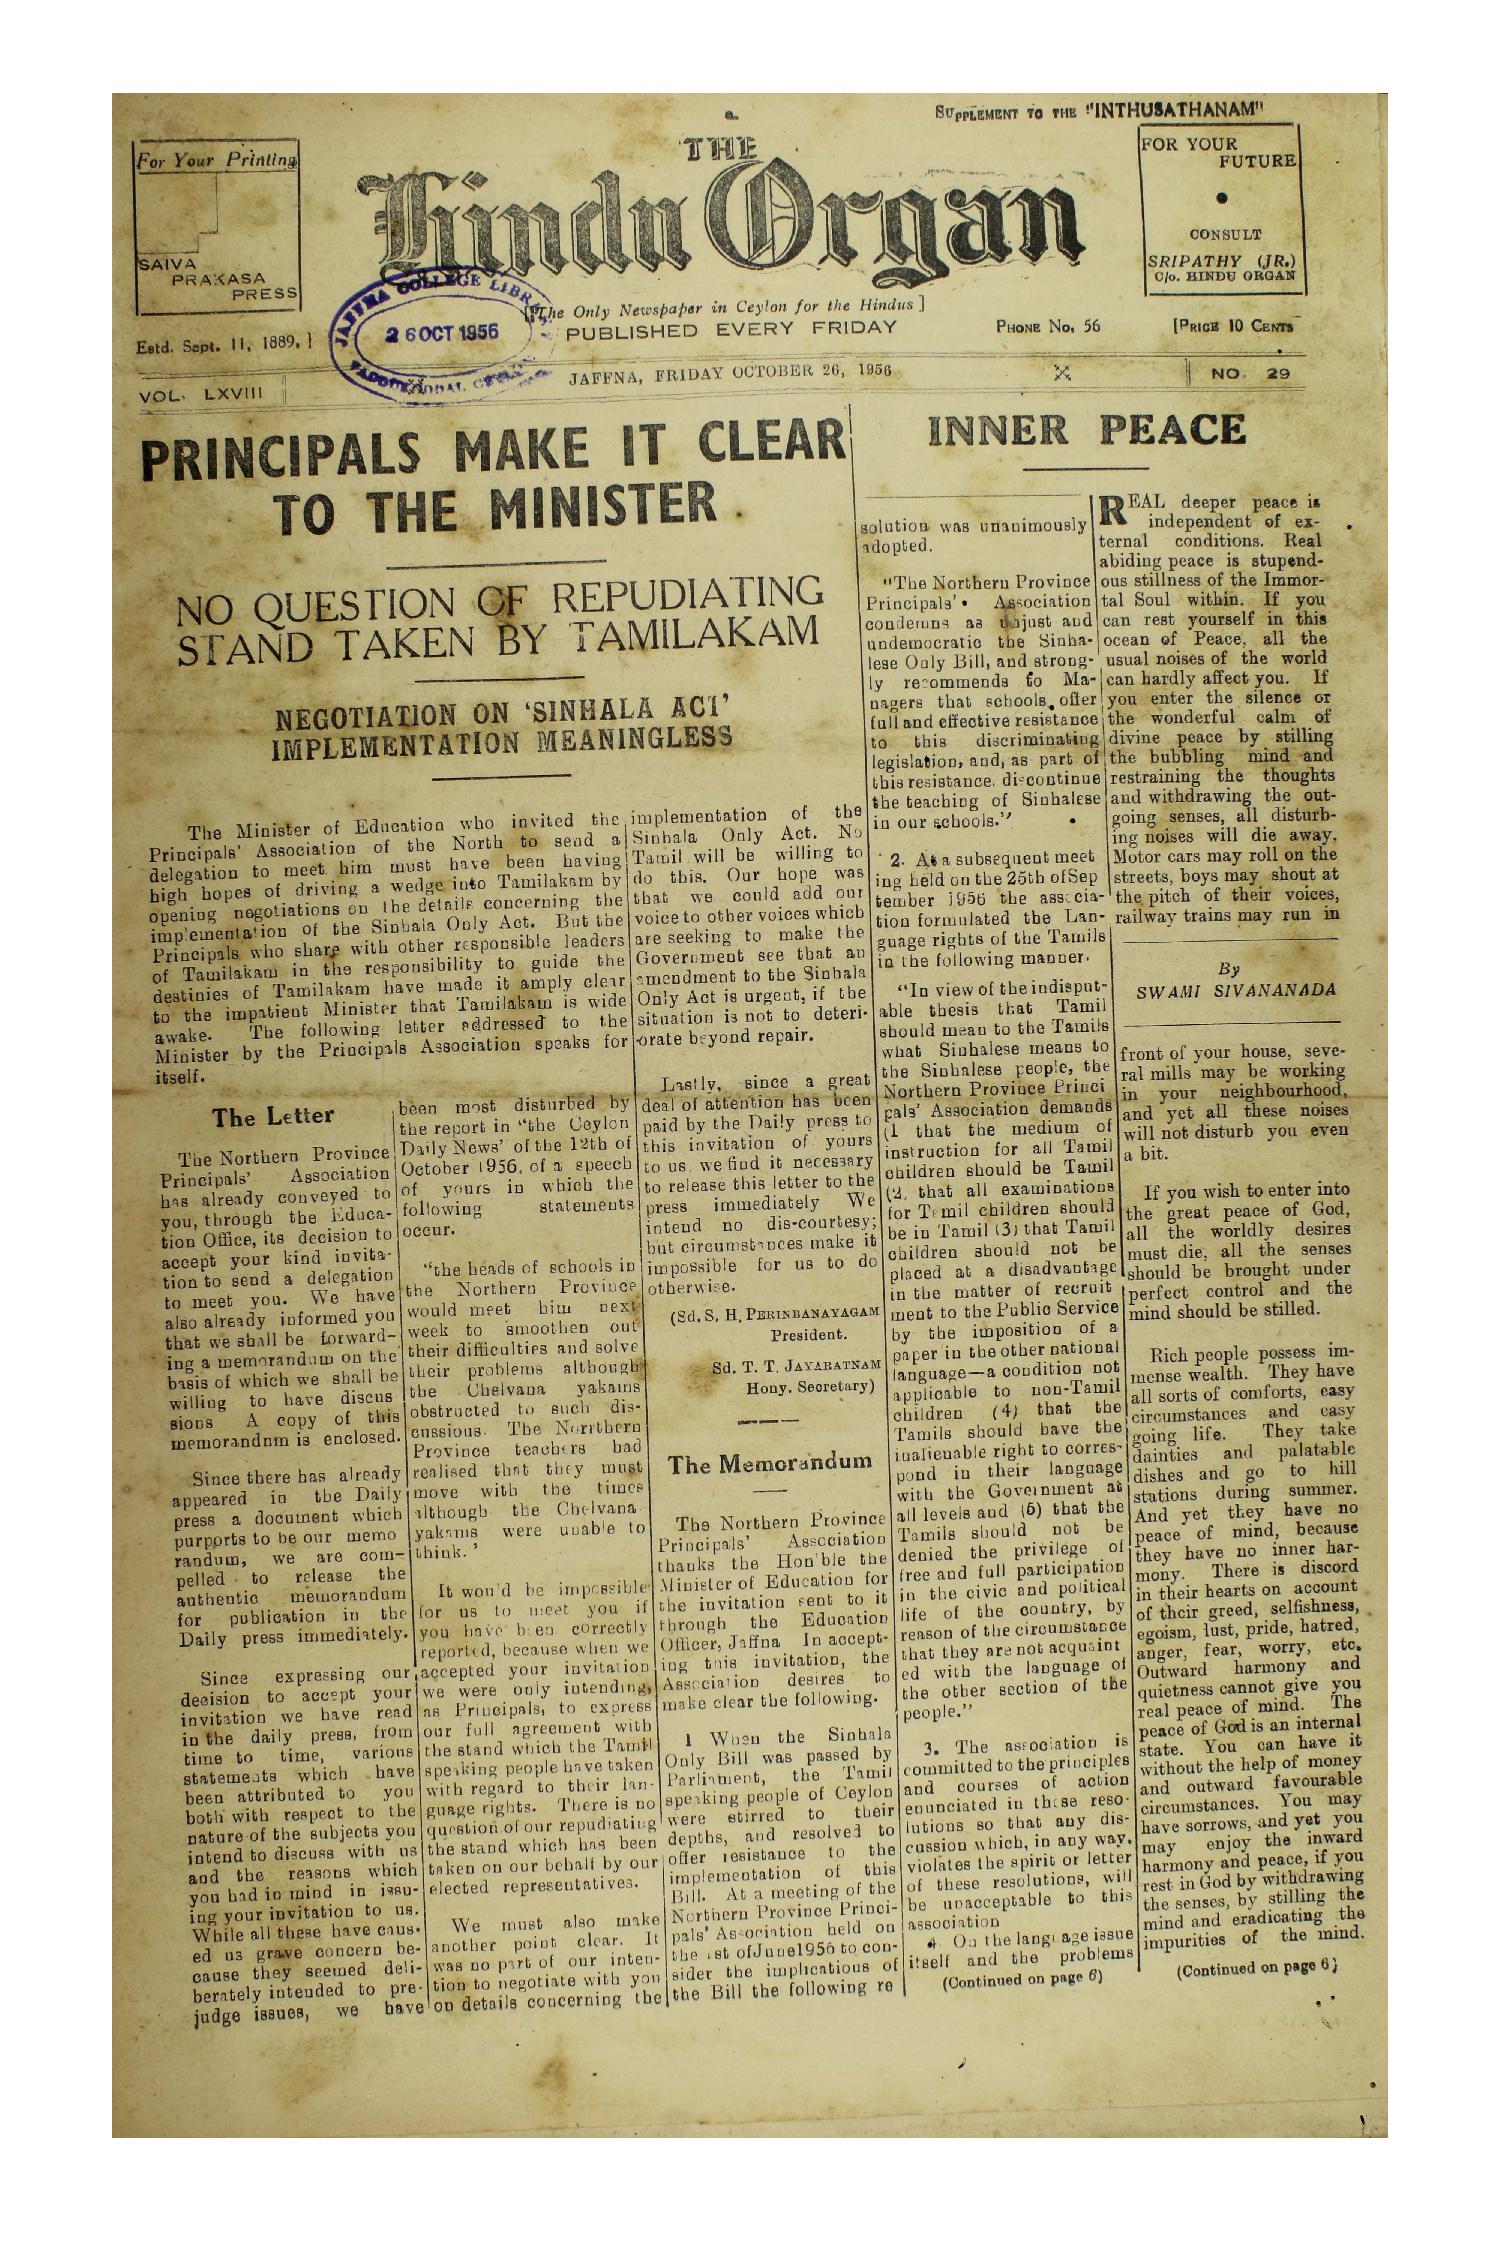 SUPPLEMENT TO THE "INTHUSATHANAM"
For Your Printing
SAIVA
PRAKASA
PRESS
THE
Hindu Organ
FOR YOUR
FUTURE
CONSULT
SRIPATHY (JR.)
C/o. HINDU ORGAN
Estd. Sept. 11, 1889. ]
JAFFNA COLLEGE LIBRARY
26 OCT 1956
[The Only Newspaper in Ceylon for the Hindus ]
PUBLISHED EVERY FRIDAY
PHONE No. 56
[PRICE 10 CENTS
VOL. LXVIII
JAFFNA, FRIDAY OCTOBER 26, 1956
NO. 29
PRINCIPALS MAKE IT CLEAR
TO THE MINISTER
NO QUESTION OF REPUDIATING
STAND TAKEN BY TAMILAKAM
NEGOTIATION ON 'SINHALA ACT'
IMPLEMENTATION MEANINGLESS
The Minister of Education who invited the
Principals' Association of the North to send a
delegation to meet him must have been having
high hopes of driving a wedge into Tamilakam by
opening negotiations on the details concerning the
implementation of the Sinhala Only Act. But the
Principals who share with other responsible leaders
of Tamilakam in the responsibility to guide the
destinies of Tamilakam have made it amply clear
to the impatient Minister that Tamilakam is wide
awake. The following letter addressed to the
Minister by the Principals Association speaks for
itself.
The Letter
The Northern Province
Principals' Association
has already conveyed to
you, through the Educa-
tion Office, its decision to
accept your kind invita-
tion to send a delegation
to meet you. We have
also already informed you
that we shall be forward-
ing a memorandum on the
basis of which we shall be
willing to have discus
sions A copy of this
memorandnm is enclosed.
Since there has already
appeared in the Daily
press a document which
purports to be our memo
randum, we are com-
pelled to release the
authentic memorandum
for publication in the
Daily press immediately.
Since expressing our
decision to accept your
invitation we have read
in the daily press, from
time to time, various
statements which have
been attributed to you
both with respect to the
nature of the subjects you
intend to discuss with us
and the reasons which
you had in mind in issu-
ing your invitation to us.
While all these have caus-
ed us grave concern be-
cause they seemed deli-
berately intended to pre-
judge issues, we have
been most disturbed by
the report in "the Ceylon
Daily News' of the 12th of
October 1956, of a speech
of yours in which the
following statements
occur.
"the heads of schools in
the Northern Province
would meet him next
week to smoothen out
their difficulties and solve
their problems although
the Chelvana yakams
obstructed to such dis-
cussions. The Northern
Province teachers had
realised that they must
move with the times
although the Chelvana
yakams were unable to
think.'
It would be impossible
for us to meet you if
you have been correctly
reported, because when we
accepted your invitation
we were only intending,
as Principals, to express
our full agreement with
the stand which the Tamil
speaking people have taken
with regard to their lan-
guage rights. There is no
question of our repudiating
the stand which has been
taken on our behalf by our
elected representatives.
We must also make
another point clear. It
was no part of our inten-
tion to negotiate with you
on details concerning the
implementation of the
Sinhala Only Act. No
Tamil will be willing to
do this. Our hope was
that we could add our
voice to other voices which
are seeking to make the
Government see that an
amendment to the Sinhala
Only Act is urgent, if the
situation is not to deteri-
orate beyond repair.
Lastly, since a great
deal of attention has been
paid by the Daily press to
this invitation of yours
to us, we find it necessary
to release this letter to the
press immediately We
intend no dis-courtesy;
but circumstances make it
impossible for us to do
otherwise.
(Sd. S. H. PERINBANAYAGAM
President.
Sd. T. T. JAYARATNAM
Hony. Secretary)
The Memorandum
The Northern Province
Principals' Association
thanks the Hon'ble the
Minister of Education for
the invitation sent to it
through the Education
Officer, Jaffna In accept-
ing this invitation, the
Association desires to
make clear the following.
1 When the Sinhala
Only Bill was passed by
Parliament, the Tamil
speaking people of Ceylon
were stirred to their
depths, and resolved to
offer resistance to the
implementation of this
Bill. At a meeting of the
Northern Province Princi-
pals' Association held on
the 1st of June 1956 to con-
sider the implications of
the Bill the following re
solution was unanimously
adopted.
"The Northern Province
Principals' Association
condemns as unjust and
undemocratic the Sinha-
lese Only Bill, and strong-
ly recommends to Ma-
nagers that schools, offer
full and effective resistance
to this discriminating
legislation, and, as part of
this resistance, discontinue
the teaching of Sinhalese
in our schools."
2. At a subsequent meet
ing held on the 25th of Sep
tember 1956 the associa-
tion formulated the Lan-
guage rights of the Tamils
in the following manner.
"In view of the indisput-
able thesis that Tamil
should mean to the Tamils
what Sinhalese means to
the Sinhalese people, the
Northern Province Princi
pals' Association demands
(1 that the medium of
instruction for all Tamil
children should be Tamil
(2, that all examinations
for Tamil children should
be in Tamil (3) that Tamil
children should not be
placed at a disadvantage
in the matter of recruit
ment to the Public Service
by the imposition of a
paper in the other national
language—a condition not
applicable to non-Tamil
children (4) that the
Tamils should have the
inalienable right to corres-
pond in their language
with the Government at
all levels and (5) that the
Tamils should not be
denied the privilege of
free and full participation
in the civic and political
life of the country, by
reason of the circumstance
that they are not acquaint
ed with the language of
the other section of the
people."
3. The association is
committed to the principles
and courses of action
enunciated in these reso-
lutions so that any dis-
cussion which, in any way,
violates the spirit or letter
of these resolutions, will
be unacceptable to this
association
4. On the language issue
itself and the problems
(Continued on page 6)
INNER PEACE
REAL deeper peace is
independent of ex-
ternal conditions. Real
abiding peace is stupend-
ous stillness of the Immor-
tal Soul within. If you
can rest yourself in this
ocean of Peace, all the
usual noises of the world
can hardly affect you. If
you enter the silence or
the wonderful calm of
divine peace by stilling
the bubbling mind and
restraining the thoughts
and withdrawing the out-
going senses, all disturb-
ing noises will die away.
Motor cars may roll on the
streets, boys may shout at
the pitch of their voices,
railway trains may run in
By
SWAMI SIVANANADA
front of your house, seve-
ral mills may be working
in your neighbourhood,
and yet all these noises
will not disturb you even
a bit.
If you wish to enter into
the great peace of God,
all the worldly desires
must die, all the senses
should be brought under
perfect control and the
mind should be stilled.
Rich people possess im-
mense wealth. They have
all sorts of comforts, easy
circumstances and easy
going life. They take
dainties and palatable
dishes and go to hill
stations during summer.
And yet they have no
peace of mind, because
they have no inner har-
mony. There is discord
in their hearts on account
of their greed, selfishness,
egoism, lust, pride, hatred,
anger, fear, worry, etc.
Outward harmony and
quietness cannot give you
real peace of mind. The
peace of God is an internal
state. You can have it
without the help of money
and outward favourable
circumstances. You may
have sorrows, and yet you
may enjoy the inward
harmony and peace, if you
rest in God by withdrawing
the senses, by stilling the
mind and eradicating the
impurities of the mind.
(Continued on page 6)